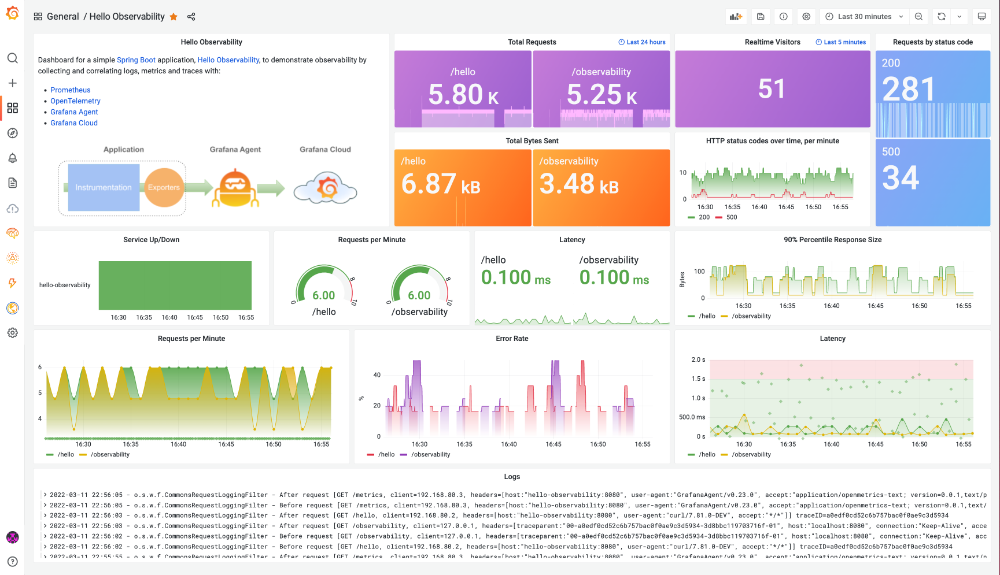 General / Hello Observability
Last 30 minutes
Hello Observability
Dashboard for a simple Spring Boot application, Hello Observability, to demonstrate observability by
collecting and correlating logs, metrics and traces with:
Prometheus
OpenTelemetry
Grafana Agent
Grafana Cloud
Application
Grafana Agent
Grafana Cloud
Instrumentation
Exporters
Total Requests
Last 24 hours
/hello
5.80 K
/observability
5.25 K
Realtime Visitors
Last 5 minutes
51
Requests by status code
200
281
500
34
Total Bytes Sent
/hello
6.87 kB
/observability
3.48 kB
HTTP status codes over time, per minute
10
0
16:30 16:35 16:40 16:45 16:50 16:55
200 500
Service Up/Down
hello-observability
16:30 16:35 16:40 16:45 16:50 16:55
Requests per Minute
0 8 10
6.00
/hello
0 8 10
6.00
/observability
Latency
/hello
0.100 ms
/observability
0.100 ms
90% Percentile Response Size
Bytes
100
0
16:30 16:35 16:40 16:45 16:50 16:55
/hello /observability
Requests per Minute
6
5
4
16:30 16:35 16:40 16:45 16:50 16:55
/hello /observability
Error Rate
%
40
20
0
16:30 16:35 16:40 16:45 16:50 16:55
/hello /observability
Latency
2.0 s
1.5 s
1.0 s
500.0 ms
0 s
16:30 16:35 16:40 16:45 16:50 16:55
/hello /observability
Logs
2022-03-11 22:56:05 - o.s.w.f.CommonsRequestLoggingFilter - After request [GET /metrics, client=192.168.80.3, headers=[host:"hello-observability:8080", user-agent:"GrafanaAgent/v0.23.0", accept:"application/openmetrics-text; version=0.0.1,text/p
2022-03-11 22:56:05 - o.s.w.f.CommonsRequestLoggingFilter - Before request [GET /metrics, client=192.168.80.3, headers=[host:"hello-observability:8080", user-agent:"GrafanaAgent/v0.23.0", accept:"application/openmetrics-text; version=0.0.1,text/
2022-03-11 22:56:03 - o.s.w.f.CommonsRequestLoggingFilter - After request [GET /hello, client=192.168.80.2, headers=[host:"hello-observability:8080", user-agent:"curl/7.81.0-DEV", accept:"*/*"]] traceID=a0edf0cd52c6b757bac0f0ae9c3d5934
2022-03-11 22:56:03 - o.s.w.f.CommonsRequestLoggingFilter - After request [GET /observability, client=127.0.0.1, headers=[traceparent:"00-a0edf0cd52c6b757bac0f0ae9c3d5934-3d8bbc119703716f-01", host:"localhost:8080", connection:"Keep-Alive", acce
2022-03-11 22:56:02 - o.s.w.f.CommonsRequestLoggingFilter - Before request [GET /observability, client=127.0.0.1, headers=[traceparent:"00-a0edf0cd52c6b757bac0f0ae9c3d5934-3d8bbc119703716f-01", host:"localhost:8080", connection:"Keep-Alive", acc
2022-03-11 22:56:02 - o.s.w.f.CommonsRequestLoggingFilter - Before request [GET /hello, client=192.168.80.2, headers=[host:"hello-observability:8080", user-agent:"curl/7.81.0-DEV", accept:"*/*"]] traceID=a0edf0cd52c6b757bac0f0ae9c3d5934
2022-03-11 22:55:55 - o.s.w.f.CommonsRequestLoggingFilter - After request [GET /metrics, client=192.168.80.3, headers=[host:"hello-observability:8080", user-agent:"GrafanaAgent/v0.23.0", accept:"application/openmetrics-text; version=0.0.1,text/p